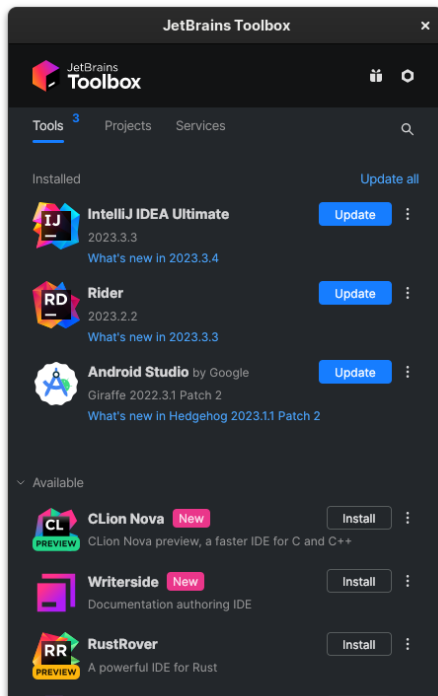 JetBrains Toolbox
JetBrains
Toolbox
Tools 3 Projects Services
Installed Update all
IJ IntelliJ IDEA Ultimate Update
2023.3.3
What's new in 2023.3.4
RD Rider Update
2023.2.2
What's new in 2023.3.3
Android Studio by Google Update
Giraffe 2022.3.1 Patch 2
What's new in Hedgehog 2023.1.1 Patch 2
Available
CL CLion Nova New Install
PREVIEW CLion Nova preview, a faster IDE for C and C++
Writerside New Install
Documentation authoring IDE
RR RustRover Install
PREVIEW A powerful IDE for Rust